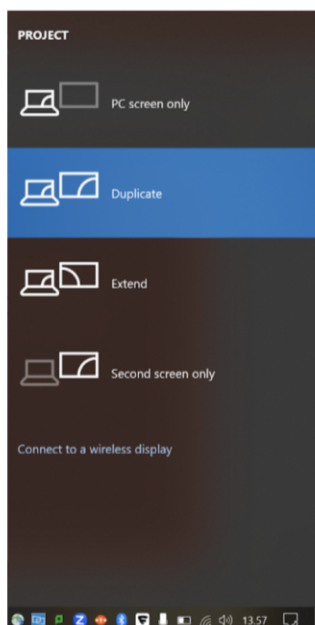 PROJECT
PC screen only
Duplicate
Extend
Second screen only
Connect to a wireless display
13.57